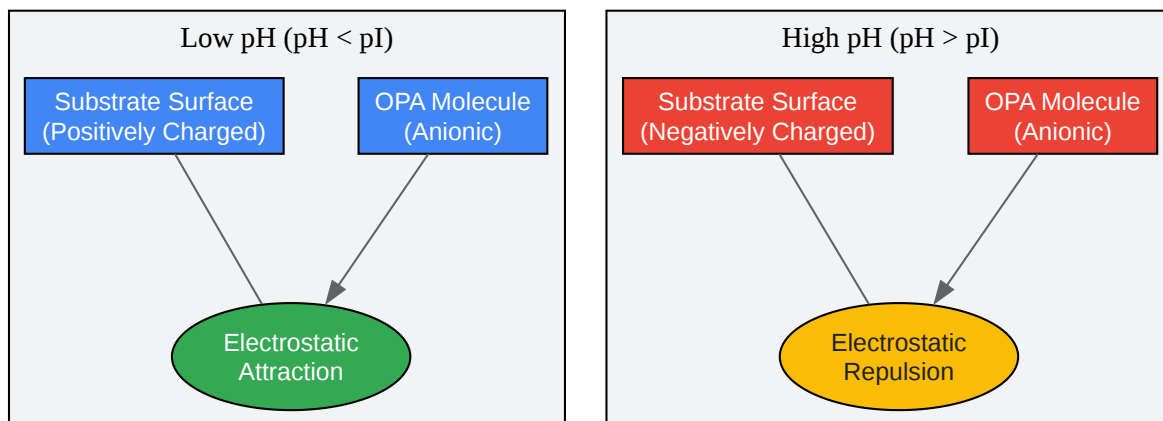 Low pH (pH < pI)
Substrate Surface
(Positively Charged)
OPA Molecule
(Anionic)
Electrostatic
Attraction
High pH (pH > pI)
Substrate Surface
(Negatively Charged)
OPA Molecule
(Anionic)
Electrostatic
Repulsion